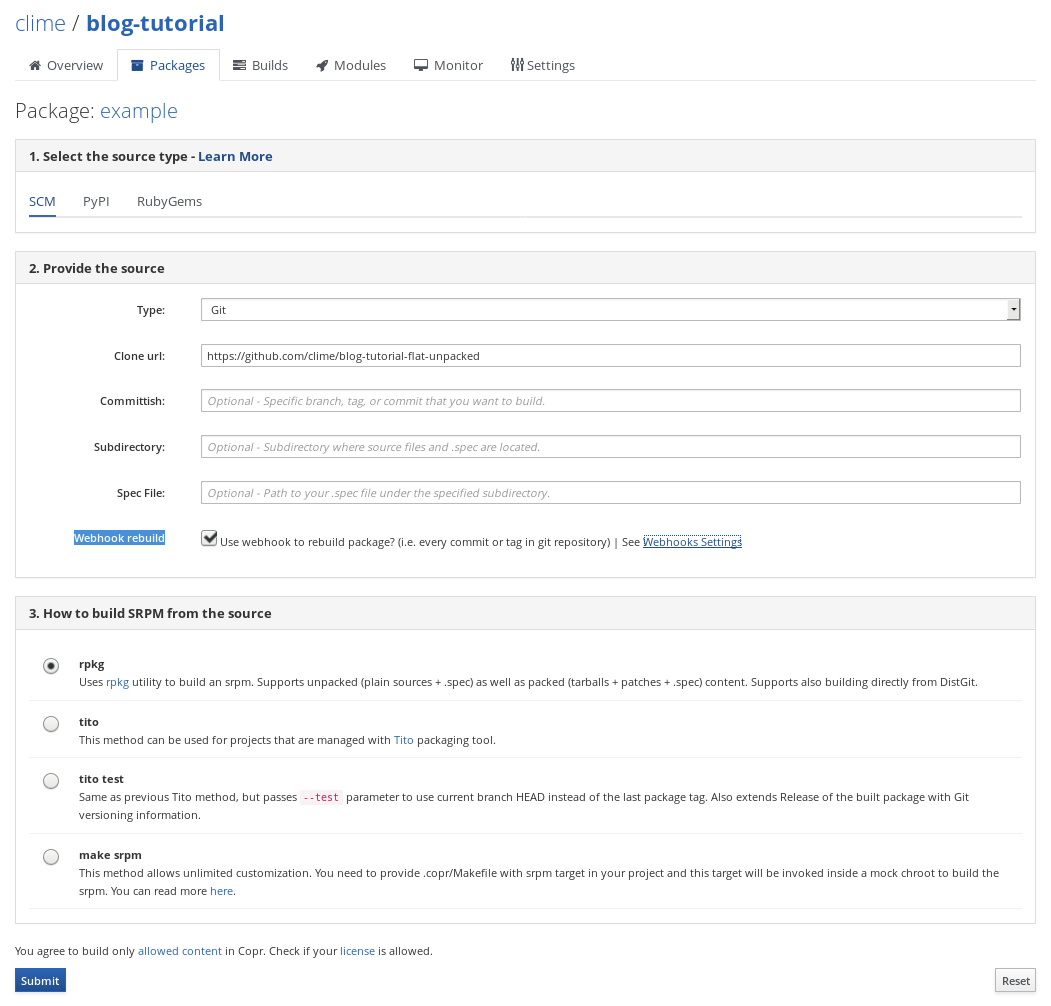 clime / blog-tutorial
Overview Packages Builds Modules Monitor Settings
Package: example
1. Select the source type - Learn More
SCM PyPI RubyGems
2. Provide the source
Type: Git
Clone url: https://github.com/clime/blog-tutorial-flat-unpacked
Committish: Optional - Specific branch, tag, or commit that you want to build.
Subdirectory: Optional - Subdirectory where source files and .spec are located.
Spec File: Optional - Path to your .spec file under the specified subdirectory.
Webhook rebuild Use webhook to rebuild package? (i.e. every commit or tag in git repository) | See Webhooks Settings
3. How to build SRPM from the source
rpkg
Uses rpkg utility to build an srpm. Supports unpacked (plain sources + .spec) as well as packed (tarballs + patches + .spec) content. Supports also building directly from DistGit.
tito
This method can be used for projects that are managed with Tito packaging tool.
tito test
Same as previous Tito method, but passes --test parameter to use current branch HEAD instead of the last package tag. Also extends Release of the built package with Git
versioning information.
make srpm
This method allows unlimited customization. You need to provide .copr/Makefile with srpm target in your project and this target will be invoked inside a mock chroot to build the
srpm. You can read more here.
You agree to build only allowed content in Copr. Check if your license is allowed.
Submit Reset